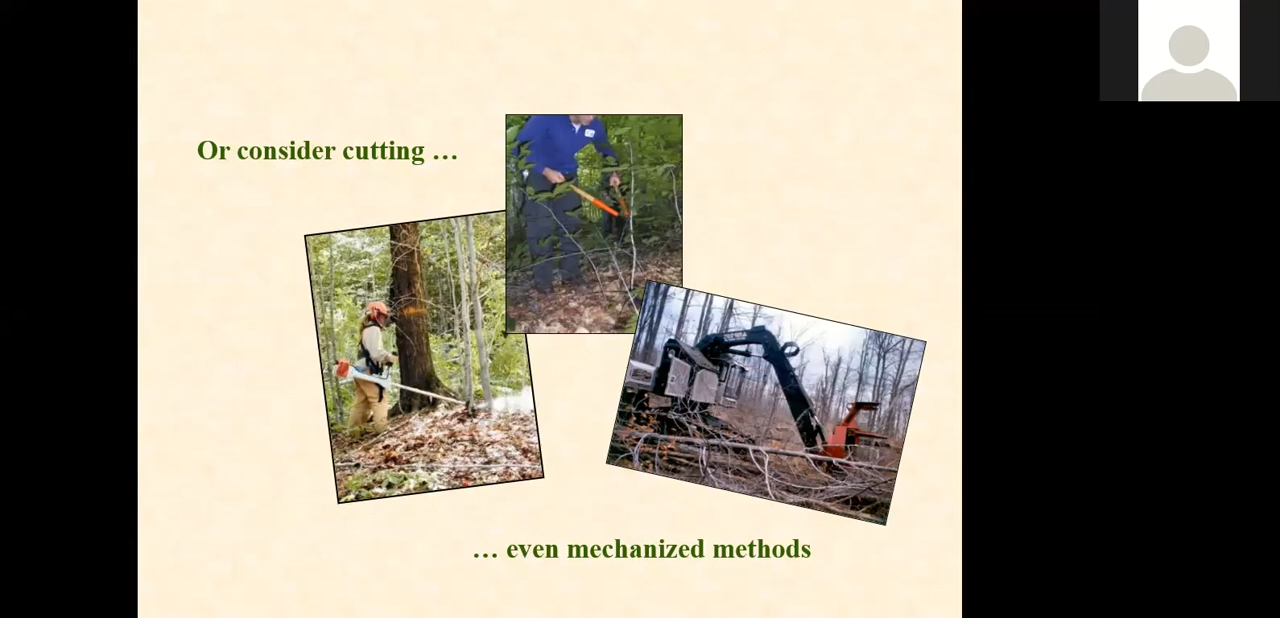 Or consider cutting …
… even mechanized methods